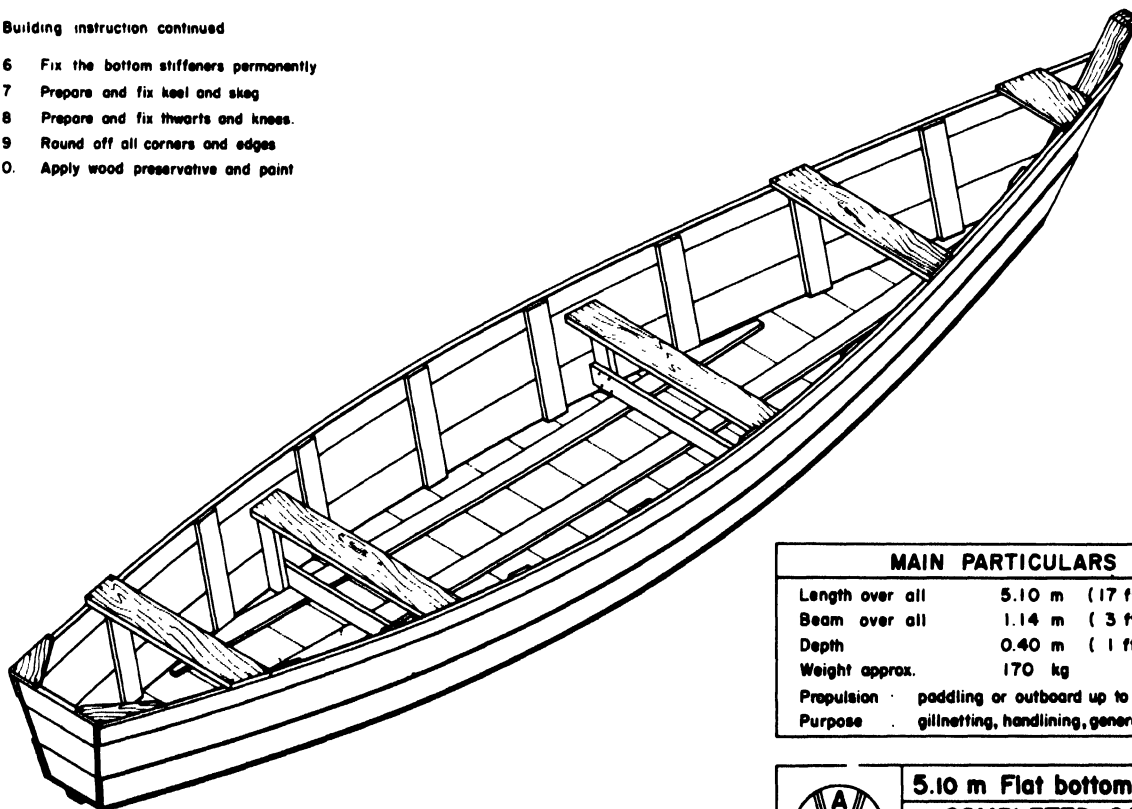 Building instruction continued
6 Fix the bottom stiffeners permanently
7 Prepare and fix keel and skeg
8 Prepare and fix thwarts and knees.
9 Round off all corners and edges
0. Apply wood preservative and paint
MAIN PARTICULARS
Length over all 5.10 m (17 f
Beam over all 1.14 m ( 3 ft
Depth 0.40 m ( 1 ft
Weight approx. 170 kg
Propulsion paddling or outboard up to
Purpose . gillnetting, handlining, gener
5.10 m Flat bottom
A